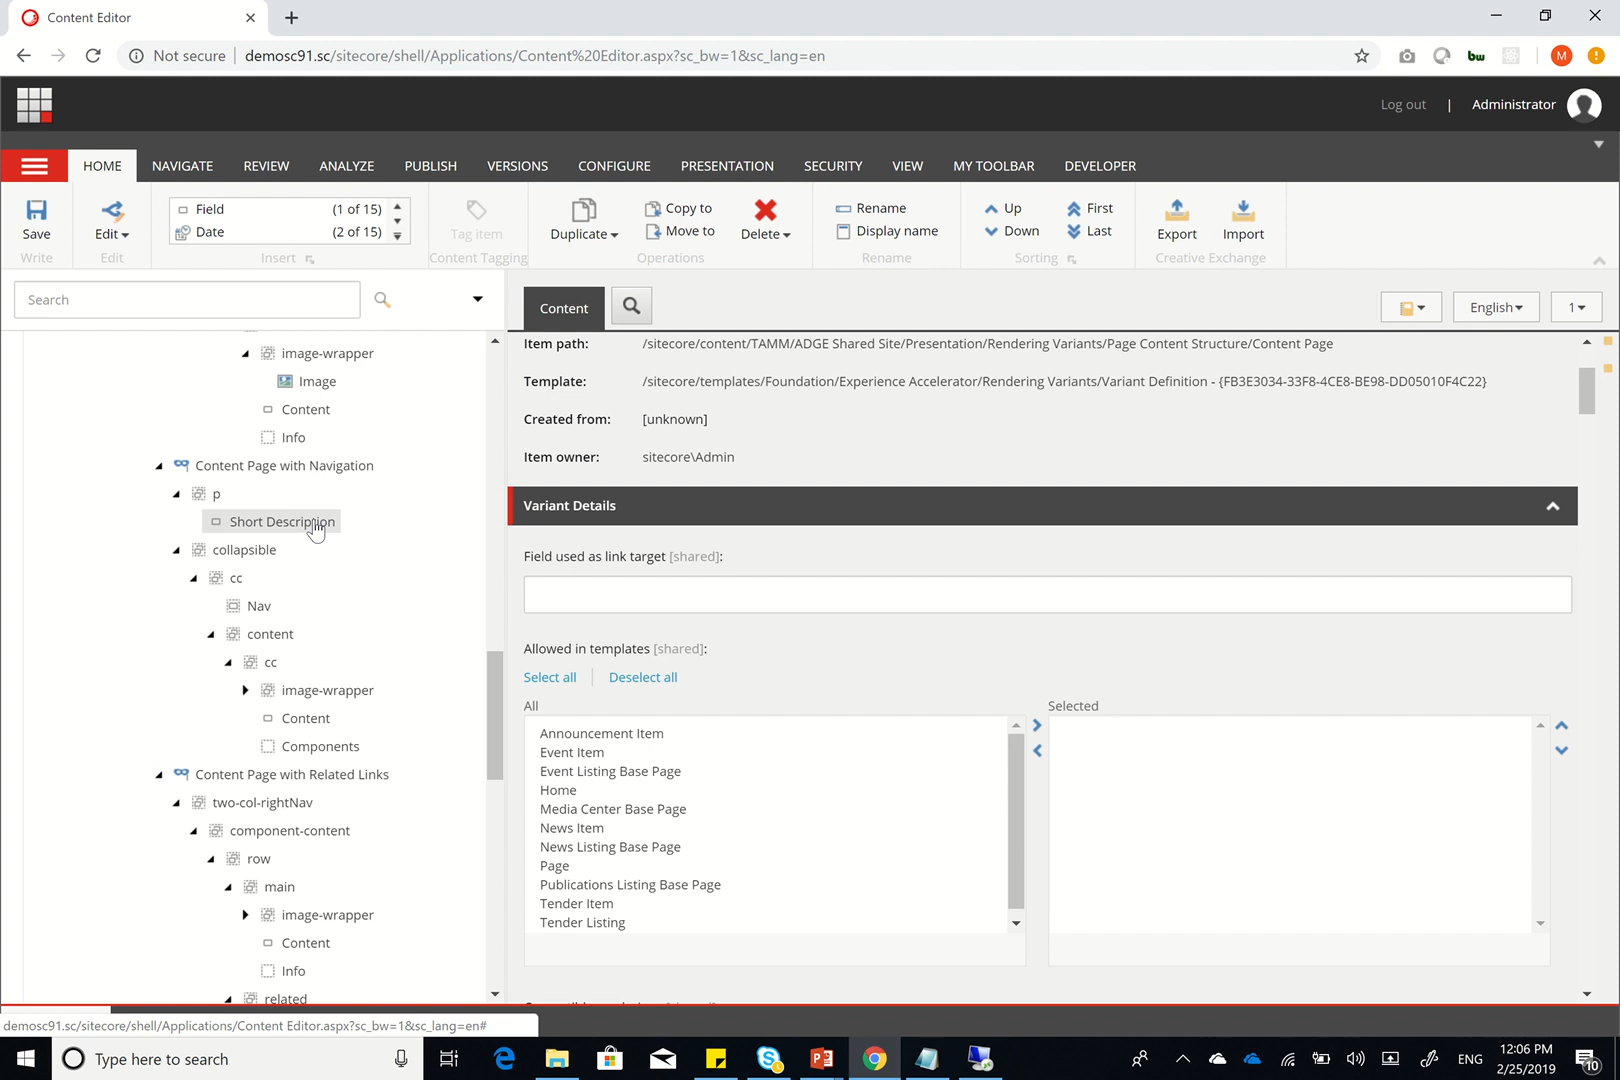 Content Editor
Not secure
demosc91.sc/sitecore/shell/Applications/Content%20Editor.aspx?sc_bw=1&sc_lang=en
bw
M
Log out | Administrator
HOME NAVIGATE REVIEW ANALYZE PUBLISH VERSIONS CONFIGURE PRESENTATION SECURITY VIEW MY TOOLBAR DEVELOPER
Save
Write
Edit
Edit
Field (1 of 15)
Date (2 of 15)
Insert
Tag item
Content Tagging
Duplicate
Copy to
Move to
Delete
Operations
Rename
Display name
Rename
Up First
Down Last
Sorting
Export Import
Creative Exchange
Search
image-wrapper
Image
Content
Info
Content Page with Navigation
p
Short Description
collapsible
cc
Nav
content
cc
image-wrapper
Content
Components
Content Page with Related Links
two-col-rightNav
component-content
row
main
image-wrapper
Content
Info
related
Content
English
1
Item path: /sitecore/content/TAMM/ADGE Shared Site/Presentation/Rendering Variants/Page Content Structure/Content Page
Template: /sitecore/templates/Foundation/Experience Accelerator/Rendering Variants/Variant Definition - {FB3E3034-33F8-4CE8-BE98-DD05010F4C22}
Created from: [unknown]
Item owner: sitecore\Admin
Variant Details
Field used as link target [shared]:
Allowed in templates [shared]:
Select all Deselect all
All
Selected
Announcement Item
Event Item
Event Listing Base Page
Home
Media Center Base Page
News Item
News Listing Base Page
Page
Publications Listing Base Page
Tender Item
Tender Listing
demosc91.sc/sitecore/shell/Applications/Content Editor.aspx?sc_bw=1&sc_lang=en#
Type here to search
ENG
12:06 PM
2/25/2019
10